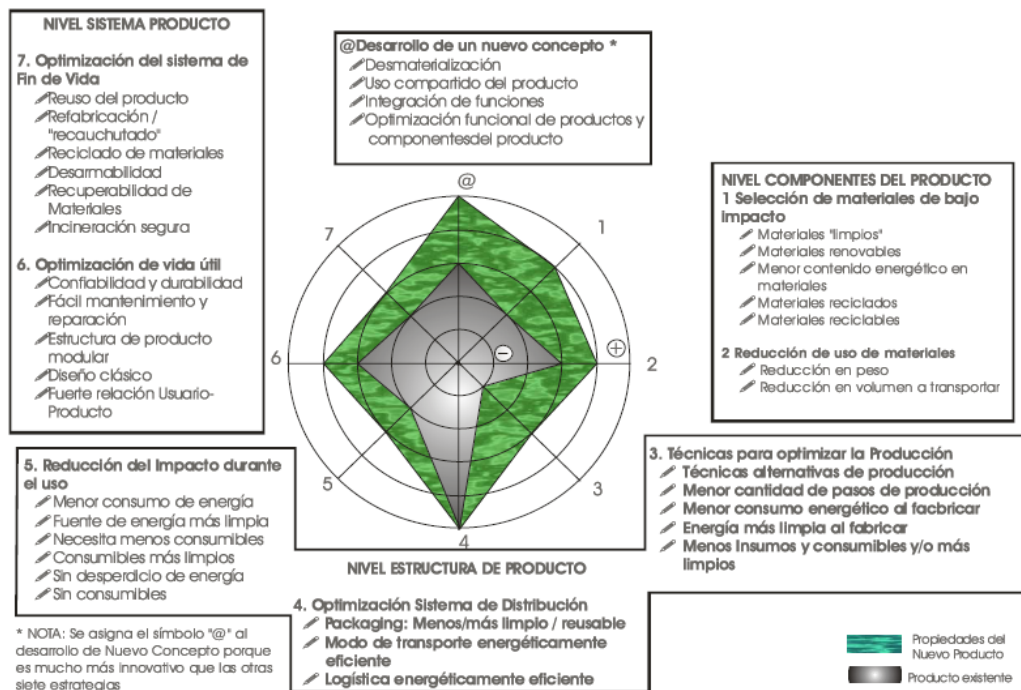 NIVEL SISTEMA PRODUCTO
7. Optimización del sistema de
Fin de Vida
Reuso del producto
Refabricación /
"recauchutado"
Reciclado de materiales
Desarmabilidad
Recuperabilidad de
Materiales
Incineración segura
6. Optimización de vida útil
Confiabilidad y durabilidad
Fácil mantenimiento y
reparación
Estructura de producto
modular
Diseño clásico
Fuerte relación Usuario-
Producto
@Desarrollo de un nuevo concepto *
Desmaterialización
Uso compartido del producto
Integración de funciones
Optimización funcional de productos y
componentesdel producto
NIVEL COMPONENTES DEL PRODUCTO
1 Selección de materiales de bajo
impacto
Materiales "limpios"
Materiales renovables
Menor contenido energético en
materiales
Materiales reciclados
Materiales reciclables
2 Reducción de uso de materiales
Reducción en peso
Reducción en volumen a transportar
@
7
1
6
2
5
3
4
−
+
5. Reducción del Impacto durante
el uso
Menor consumo de energía
Fuente de energía más limpia
Necesita menos consumibles
Consumibles más limpios
Sin desperdicio de energía
Sin consumibles
3. Técnicas para optimizar la Producción
Técnicas alternativas de producción
Menor cantidad de pasos de producción
Menor consumo energético al facbricar
Energía más limpia al fabricar
Menos Insumos y consumibles y/o más
limpios
NIVEL ESTRUCTURA DE PRODUCTO
4. Optimización Sistema de Distribución
Packaging: Menos/más limpio / reusable
Modo de transporte energéticamente
eficiente
Logística energéticamente eficiente
* NOTA: Se asigna el símbolo "@" al
desarrollo de Nuevo Concepto porque
es mucho más innovativo que las otras
siete estrategias
Propiedades del
Nuevo Producto
Producto existente